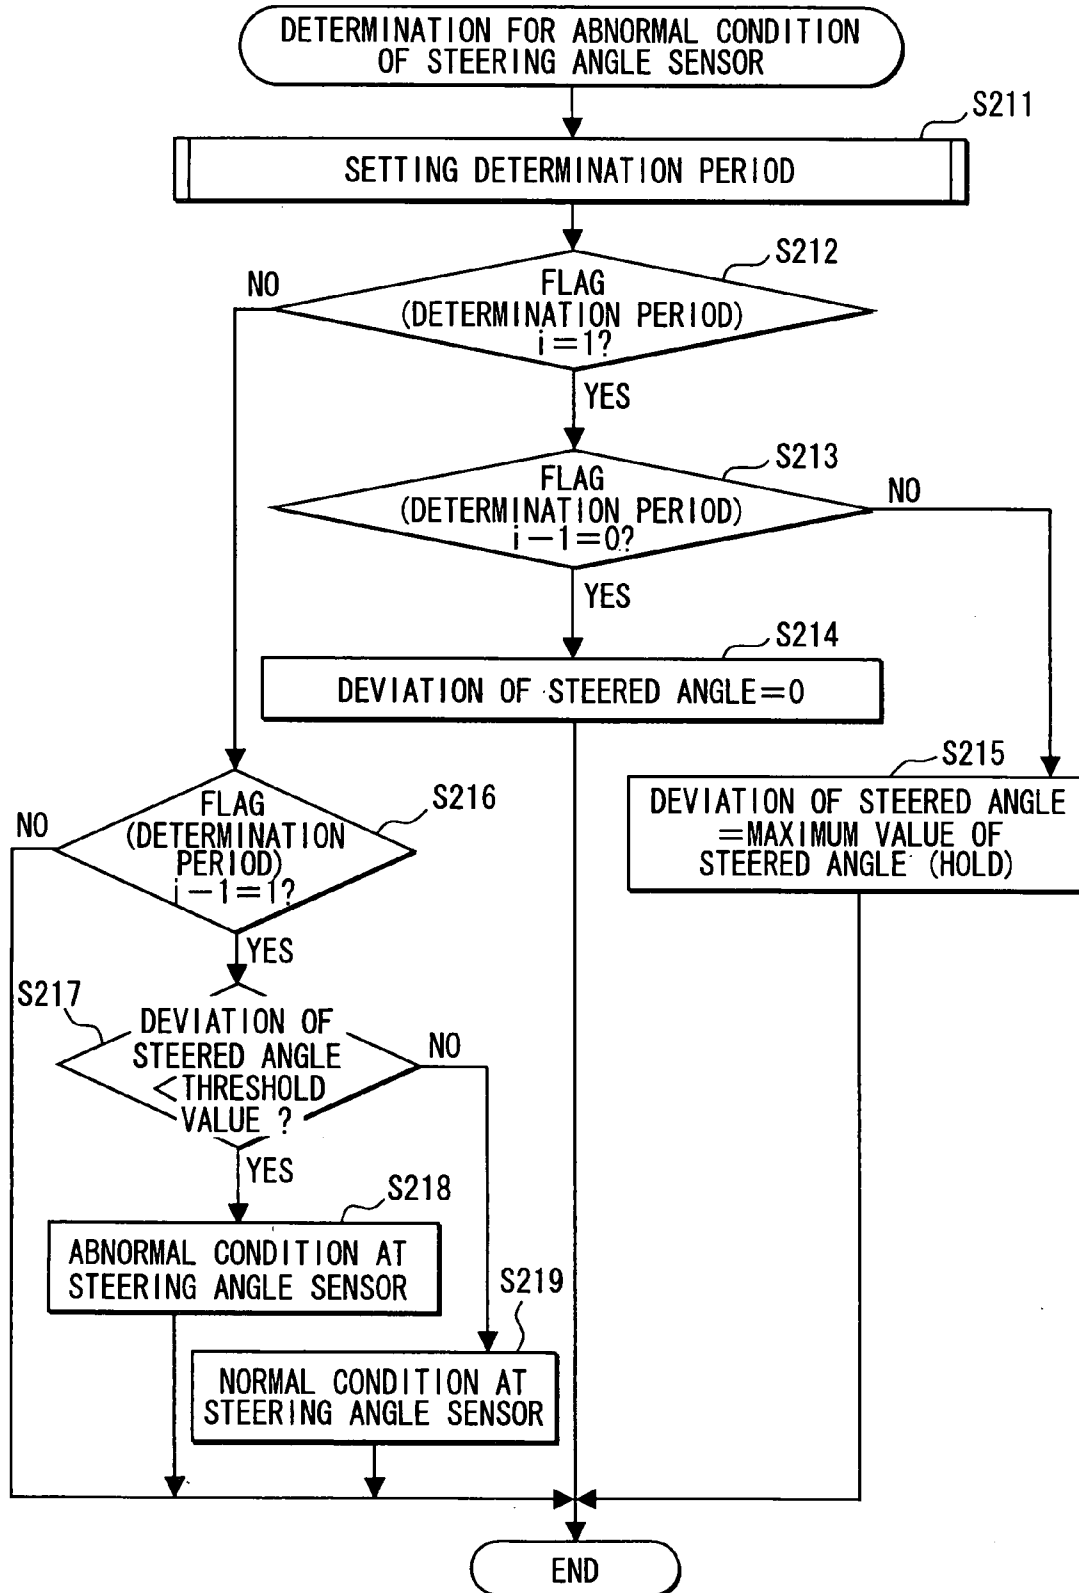 DETERMINATION FOR ABNORMAL CONDITION
OF STEERING ANGLE SENSOR
S211
SETTING DETERMINATION PERIOD
S212
NO
FLAG
(DETERMINATION PERIOD)
i=1?
YES
S213
FLAG
(DETERMINATION PERIOD)
i-1=0?
NO
YES
S214
DEVIATION OF STEERED ANGLE=0
S215
DEVIATION OF STEERED ANGLE
=MAXIMUM VALUE OF
STEERED ANGLE (HOLD)
S216
NO
FLAG
(DETERMINATION
PERIOD)
i-1=1?
YES
S217
DEVIATION OF
STEERED ANGLE
<THRESHOLD
VALUE ?
NO
YES
S218
ABNORMAL CONDITION AT
STEERING ANGLE SENSOR
S219
NORMAL CONDITION AT
STEERING ANGLE SENSOR
END